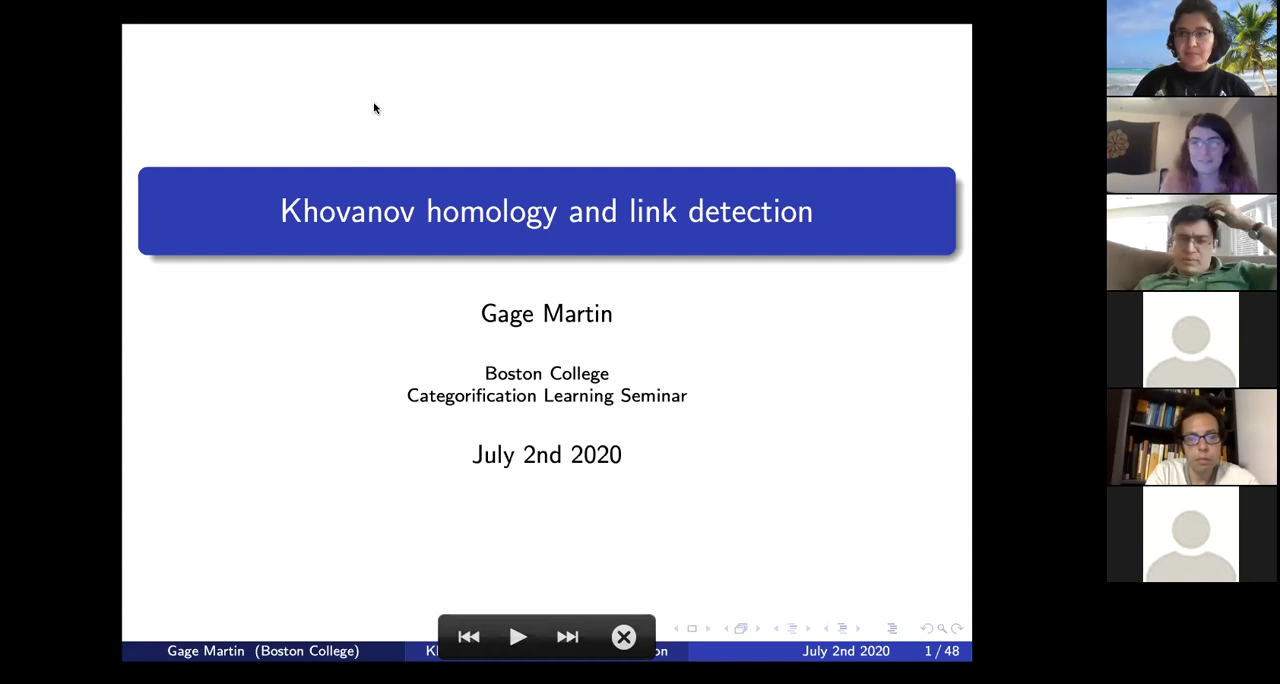 Khovanov homology and link detection
Gage Martin
Boston College
Categorification Learning Seminar
July 2nd 2020
Gage Martin (Boston College)
July 2nd 2020
1 / 48